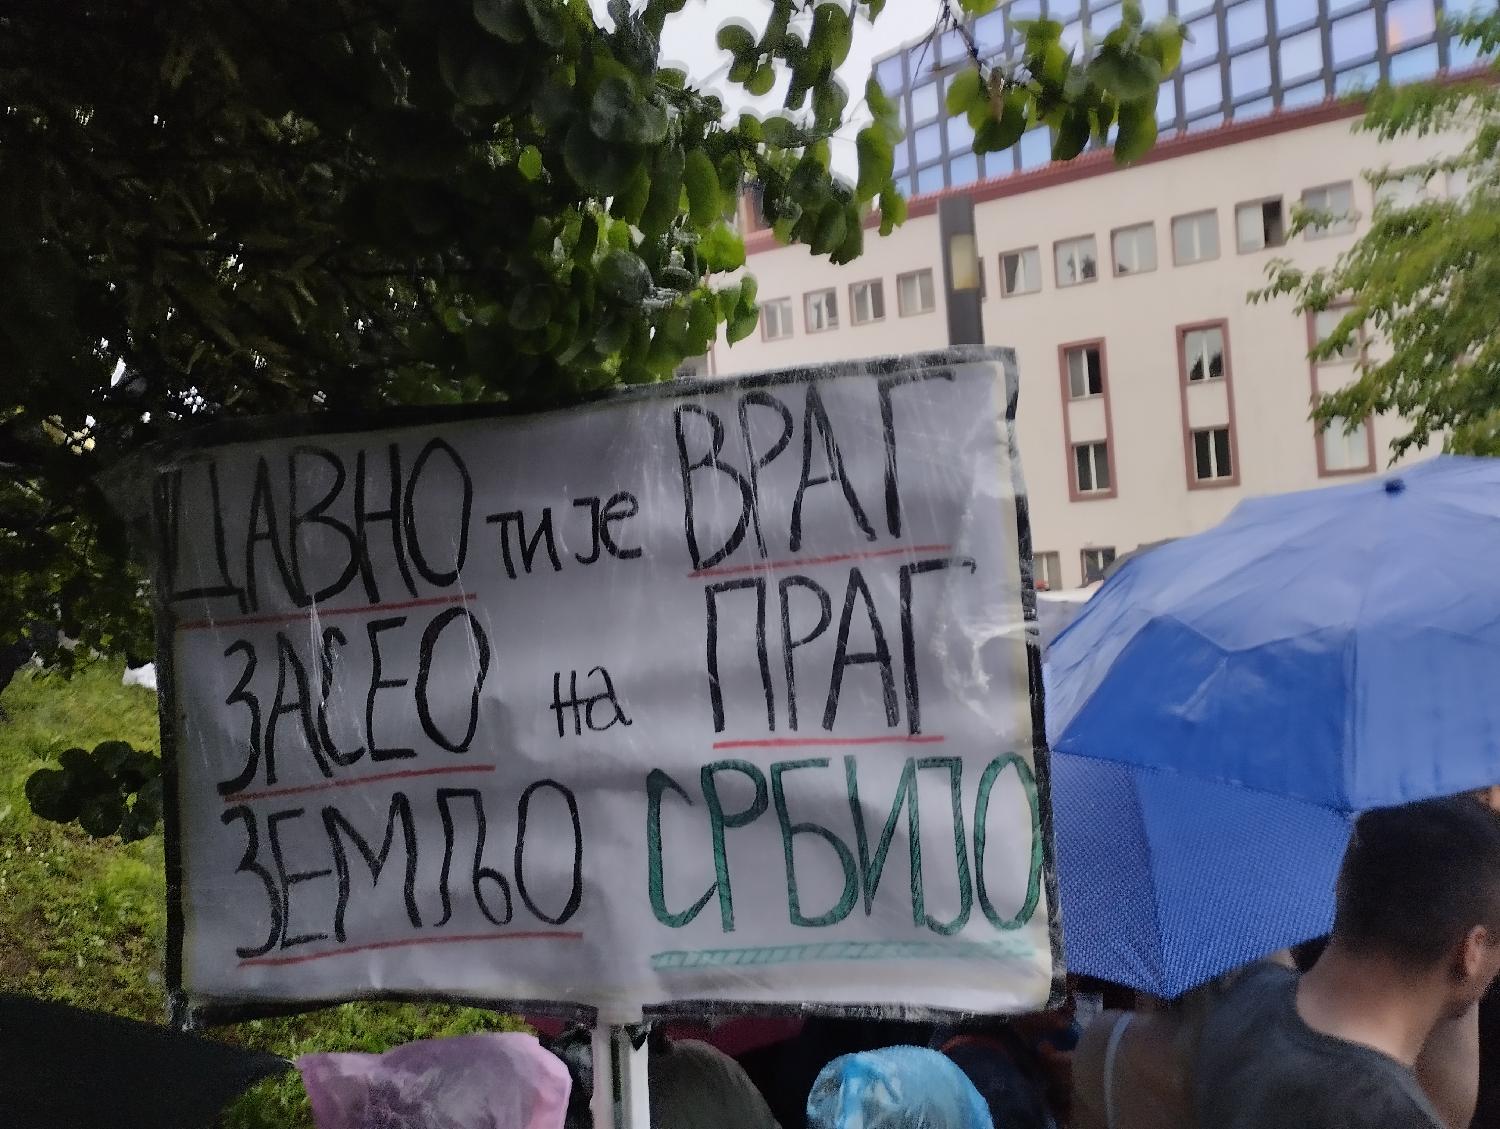 ДАВНО ти је ВРАГ
ЗАСЕО на ПРАГ
ЗЕМЉО СРБИЈО